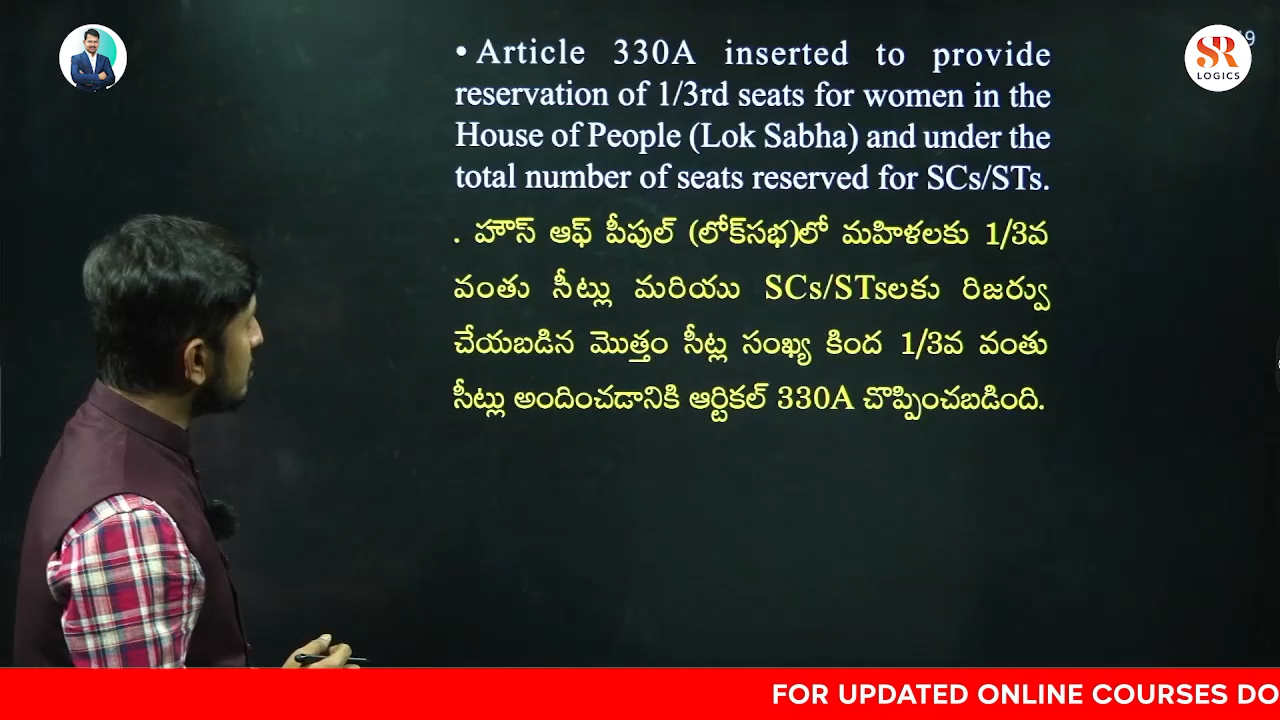 • Article 330A inserted to provide
reservation of 1/3rd seats for women in the
House of People (Lok Sabha) and under the
total number of seats reserved for SCs/STs.
. హౌస్ ఆఫ్ పీపుల్ (లోక్‌సభ)లో మహిళలకు 1/3వ
వంతు సీట్లు మరియు SCs/STsలకు రిజర్వు
చేయబడిన మొత్తం సీట్ల సంఖ్య కింద 1/3వ వంతు
సీట్లు అందించడానికి ఆర్టికల్ 330A చొప్పించబడింది.
SR
LOGICS
FOR UPDATED ONLINE COURSES DO